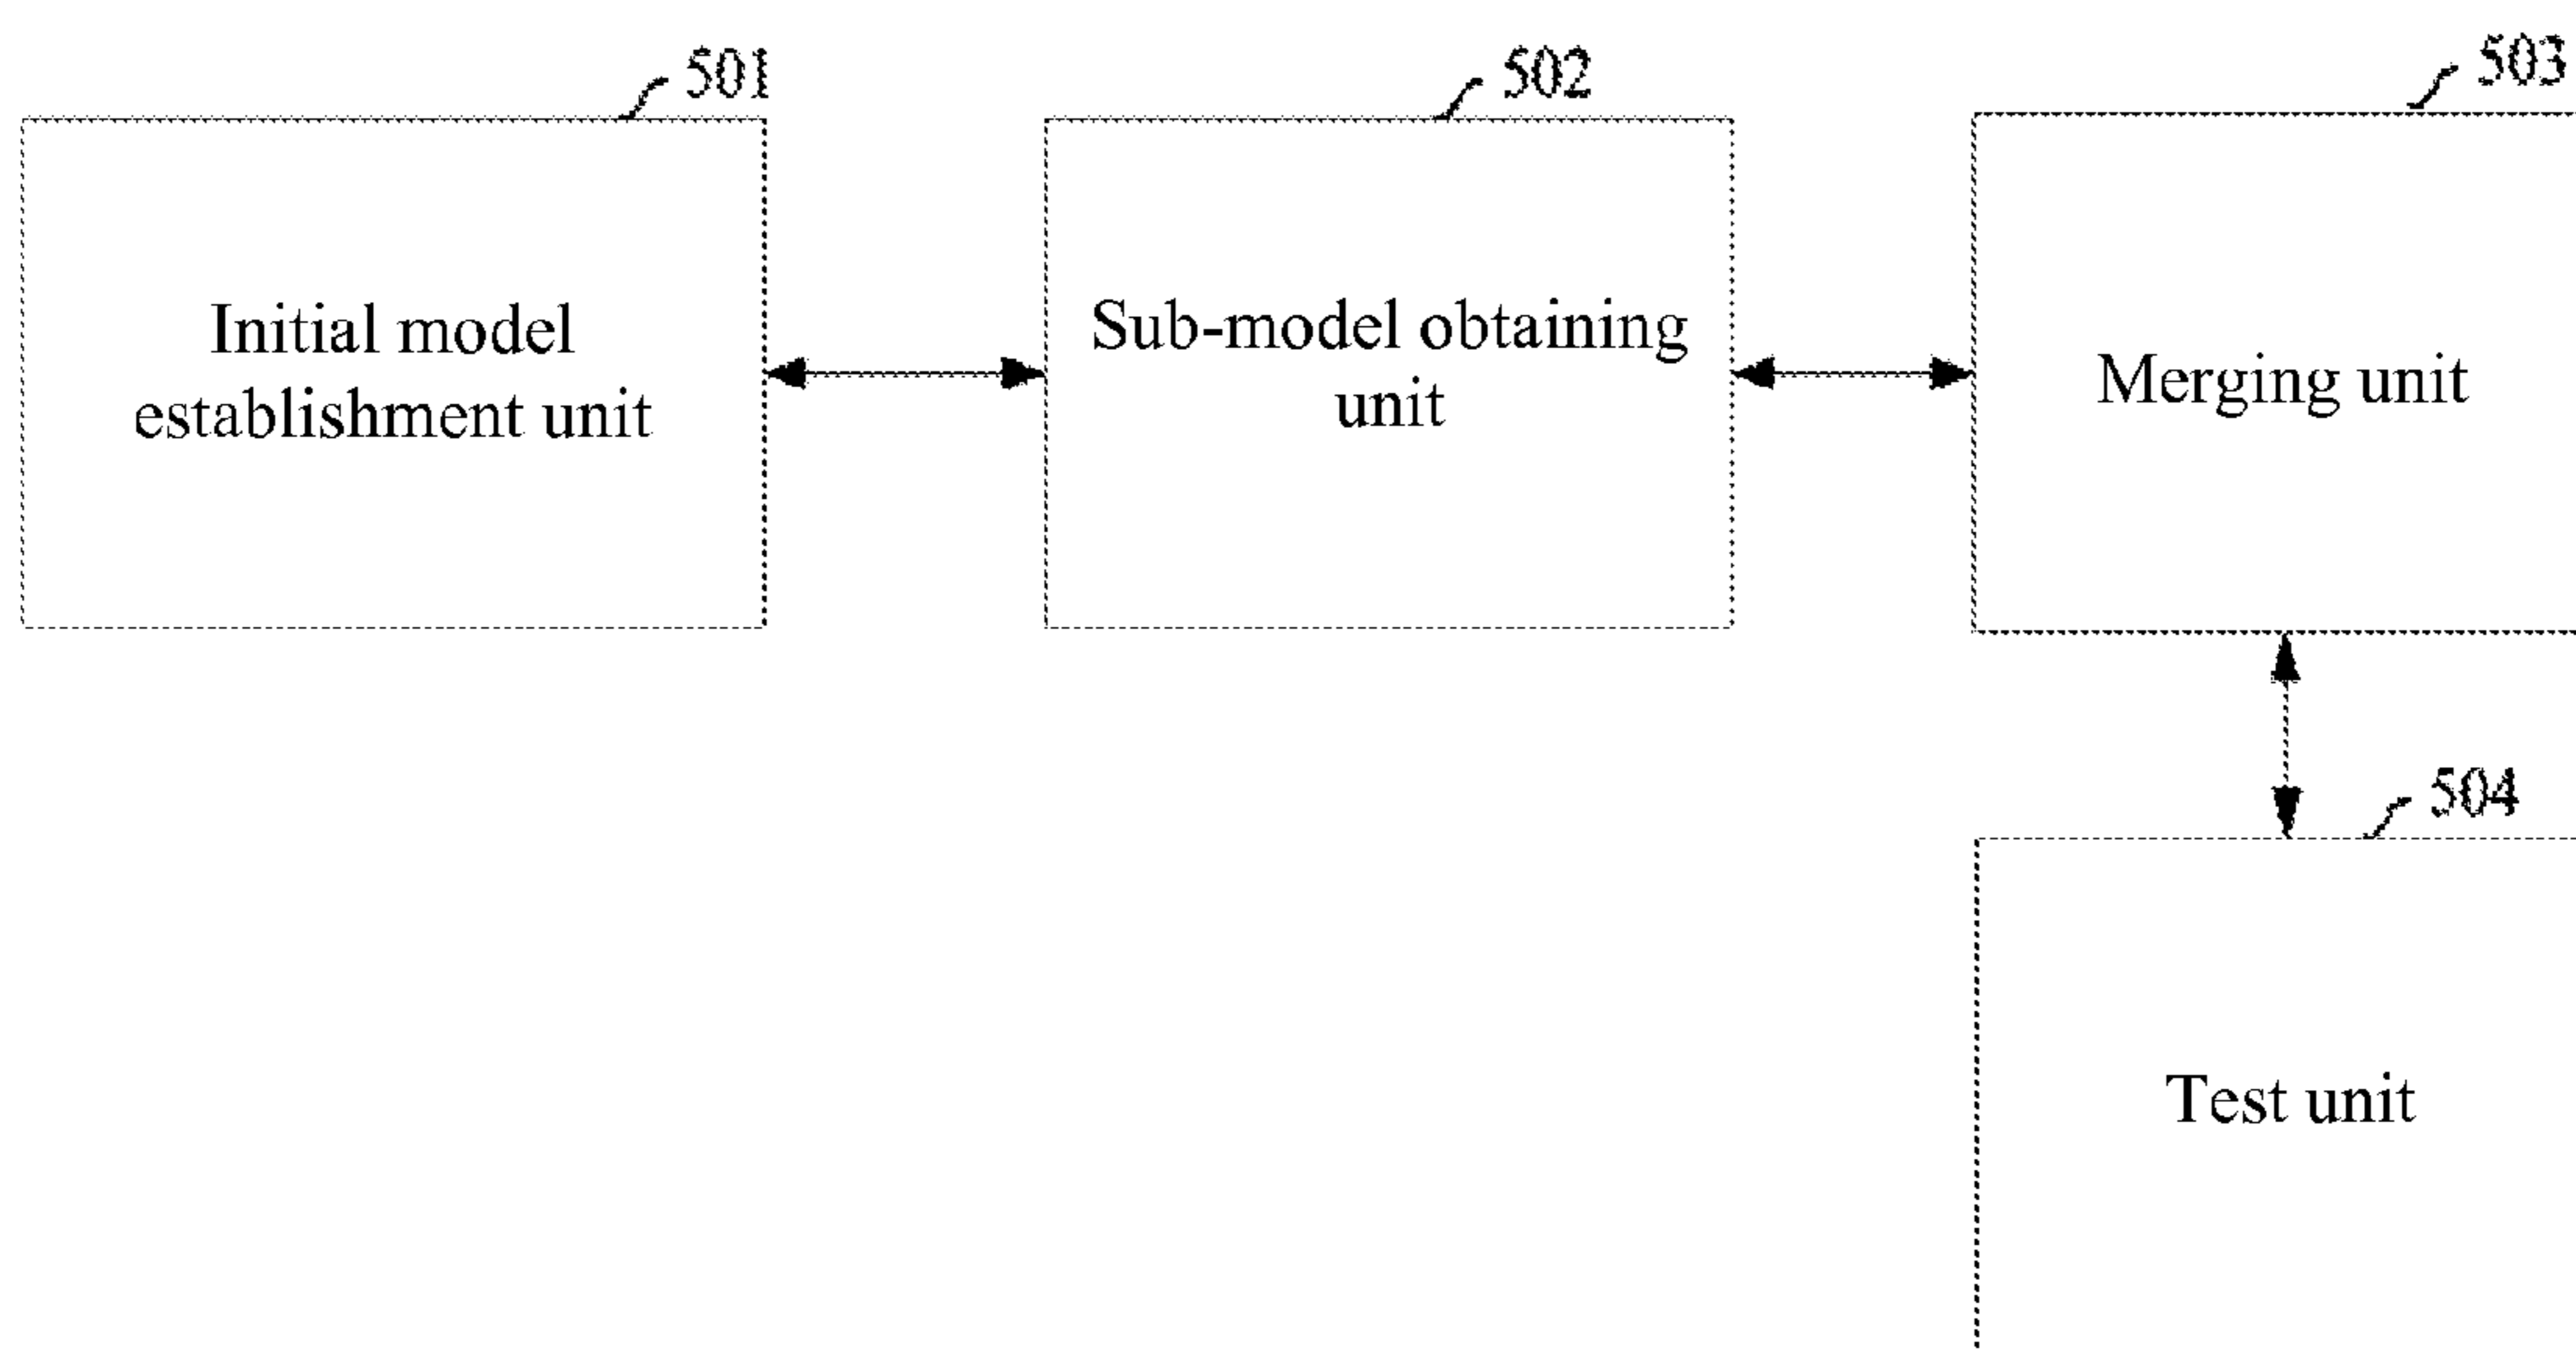 501
502
503
Initial model
establishment unit
Sub-model obtaining
unit
Merging unit
504
Test unit